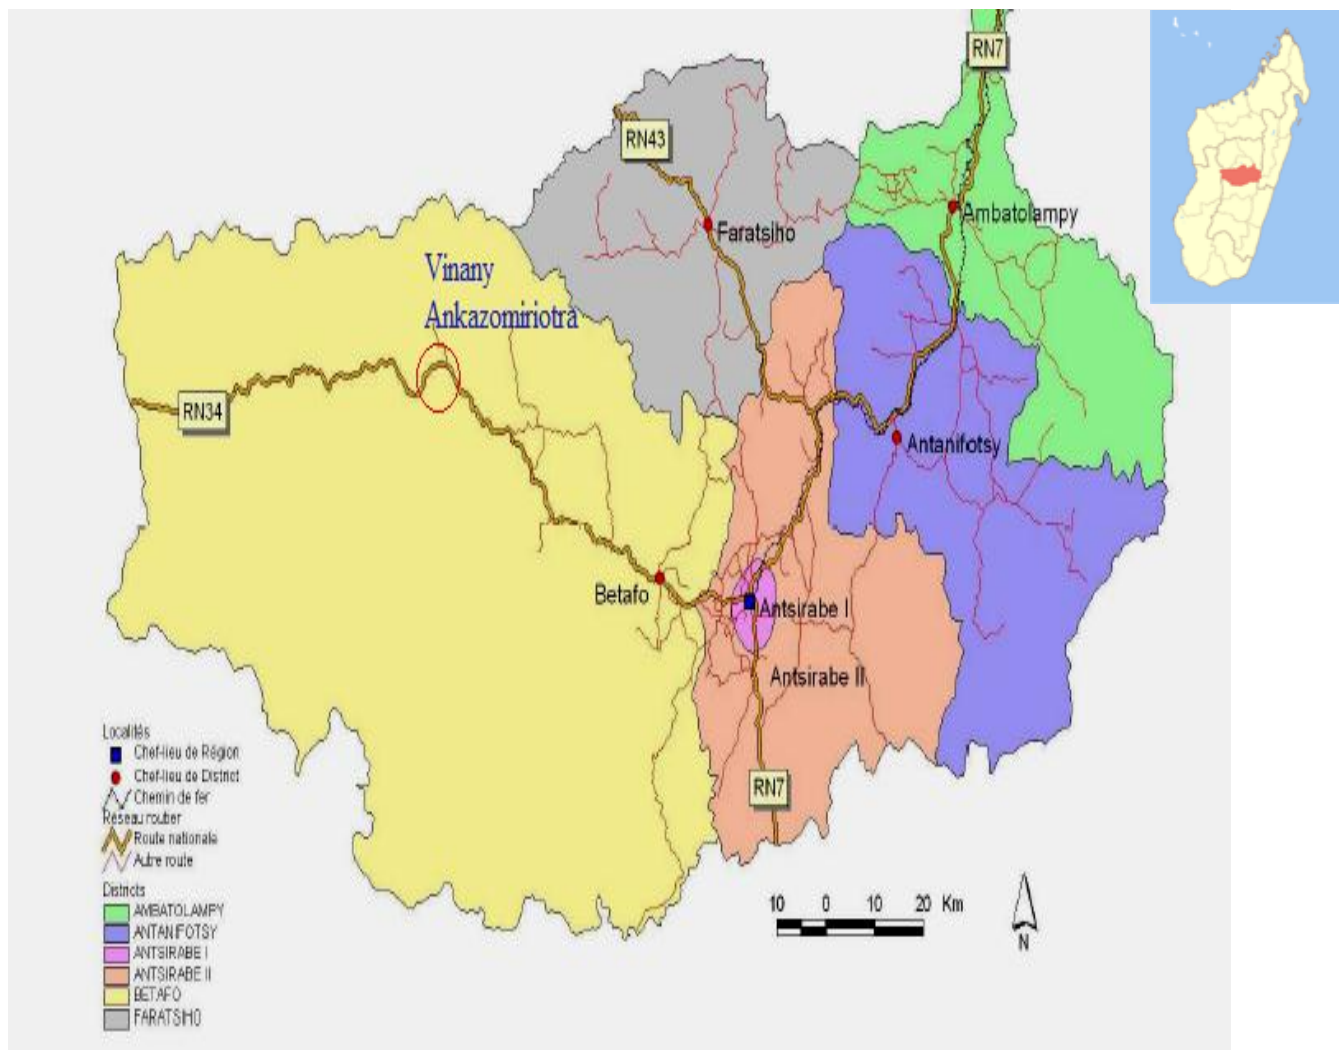 RN7
RN43
Ambatolampy
Faratsiho
Vinany
Ankazomiriotra
RN34
Antanifotsy
Betafo
Antsirabe I
Antsirabe II
RN7
Localités
Chef-lieu de Région
Chef-lieu de District
Chemin de fer
Réseau routier
Route nationale
Autre route
Districts
AMBATOLAMPY
ANTANIFOTSY
ANTSIRABE I
ANTSIRABE II
BETAFO
FARATSIHO
10 0 10 20 Km
N